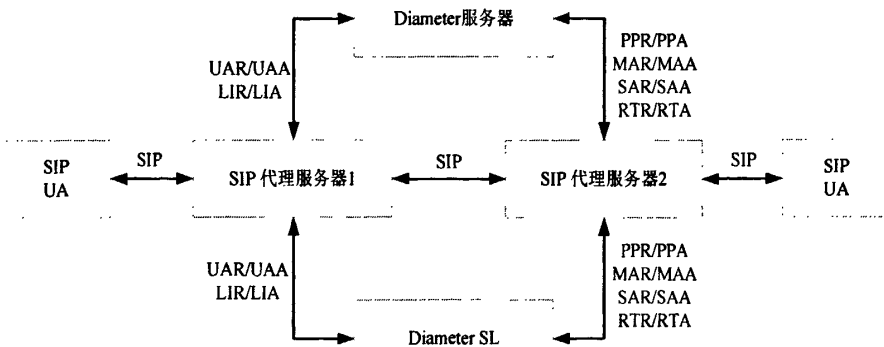 Diameter服务器
UAR/UAA
LIR/LIA
PPR/PPA
MAR/MAA
SAR/SAA
RTR/RTA
SIP
UA
SIP
SIP 代理服务器1
SIP
SIP 代理服务器2
SIP
SIP
UA
UAR/UAA
LIR/LIA
PPR/PPA
MAR/MAA
SAR/SAA
RTR/RTA
Diameter SL